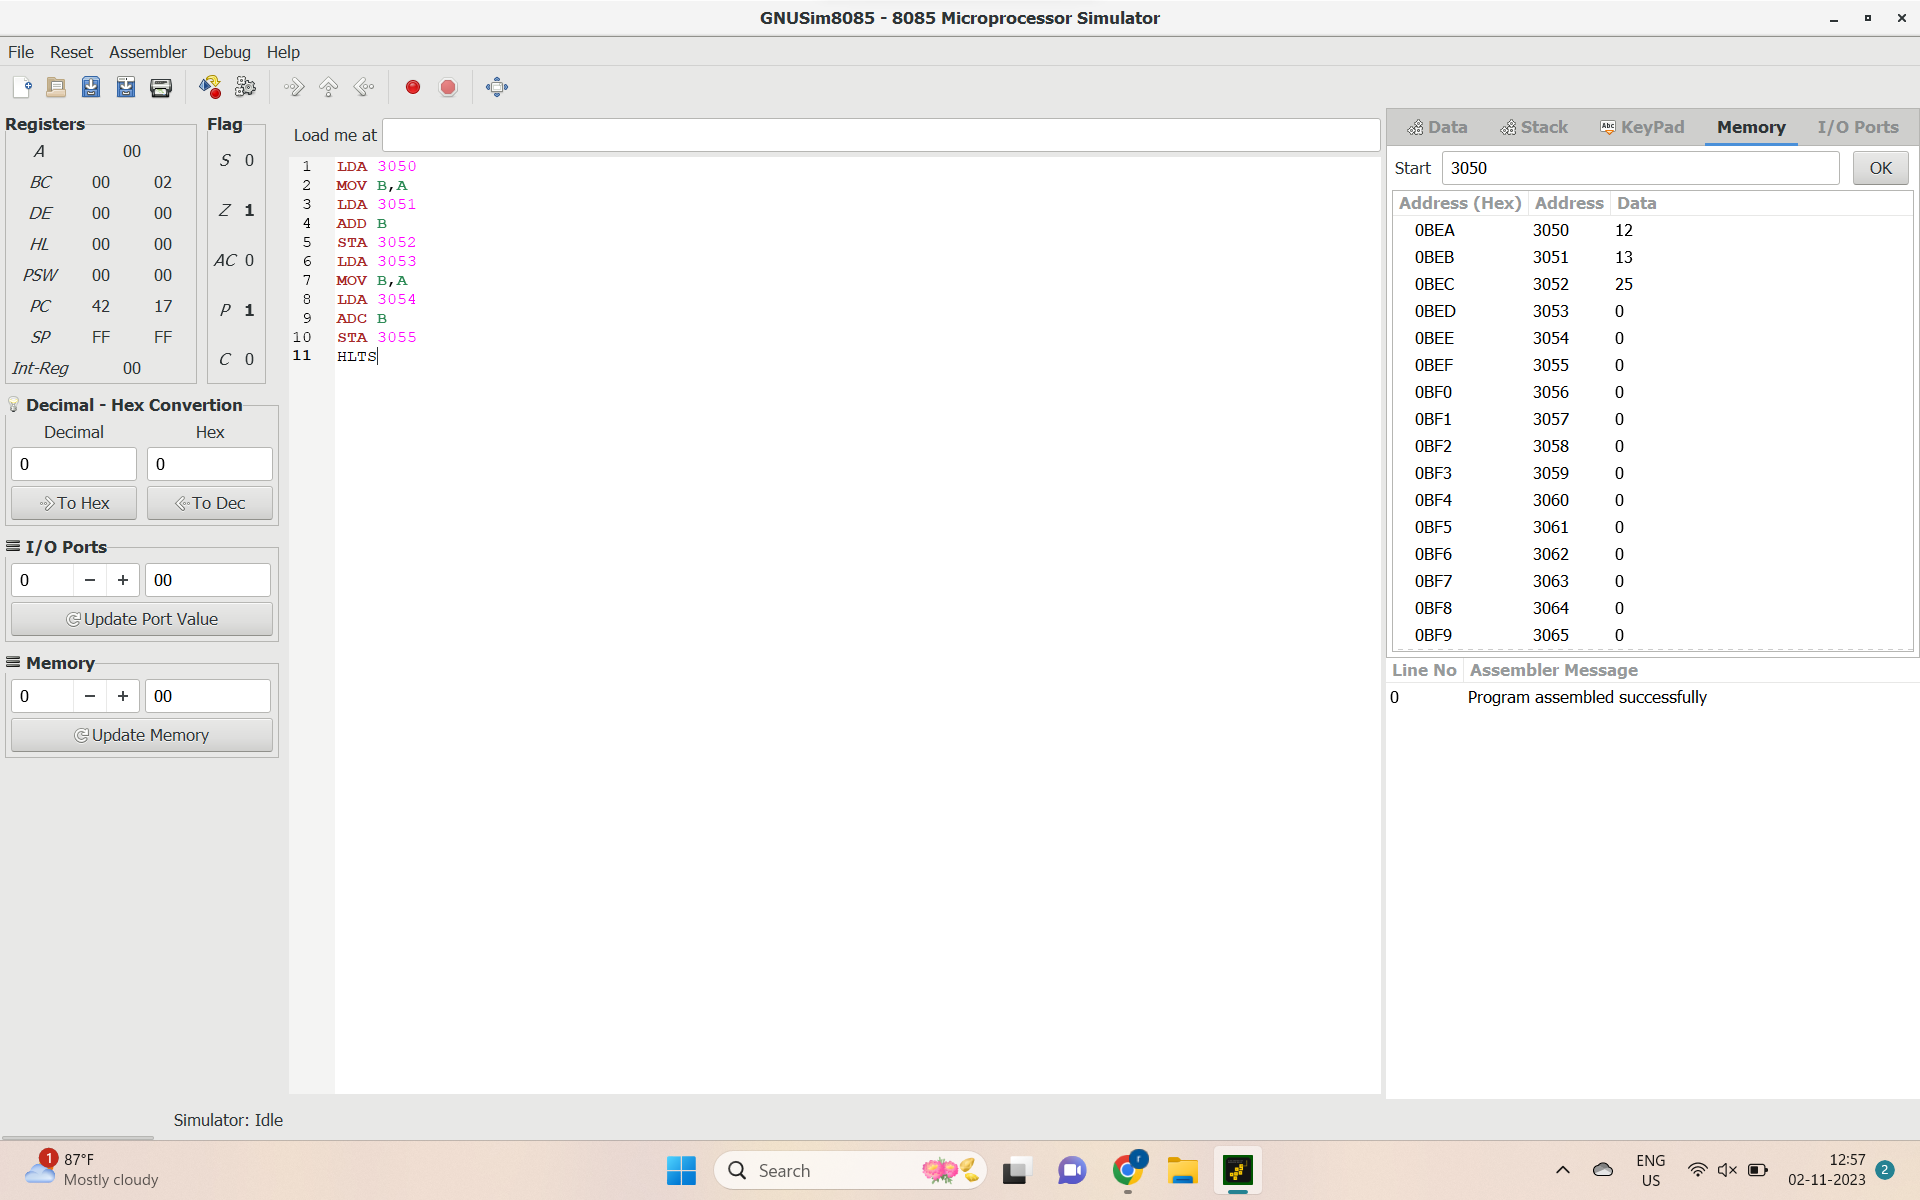 GNUSim8085 - 8085 Microprocessor Simulator
File Reset Assembler Debug Help
Registers
A 00
BC 00 02
DE 00 00
HL 00 00
PSW 00 00
PC 42 17
SP FF FF
Int-Reg 00
Flag
S 0
Z 1
AC 0
P 1
C 0
Decimal - Hex Convertion
Decimal Hex
0 0
To Hex To Dec
I/O Ports
0 − + 00
Update Port Value
Memory
0 − + 00
Update Memory
Load me at
1 LDA 3050
2 MOV B,A
3 LDA 3051
4 ADD B
5 STA 3052
6 LDA 3053
7 MOV B,A
8 LDA 3054
9 ADC B
10 STA 3055
11 HLTS
Data Stack Abc KeyPad Memory I/O Ports
Start 3050 OK
Address (Hex) Address Data
0BEA 3050 12
0BEB 3051 13
0BEC 3052 25
0BED 3053 0
0BEE 3054 0
0BEF 3055 0
0BF0 3056 0
0BF1 3057 0
0BF2 3058 0
0BF3 3059 0
0BF4 3060 0
0BF5 3061 0
0BF6 3062 0
0BF7 3063 0
0BF8 3064 0
0BF9 3065 0
Line No Assembler Message
0 Program assembled successfully
Simulator: Idle
1 87°F
Mostly cloudy
Search
r
ENG
US
12:57
02-11-2023
2